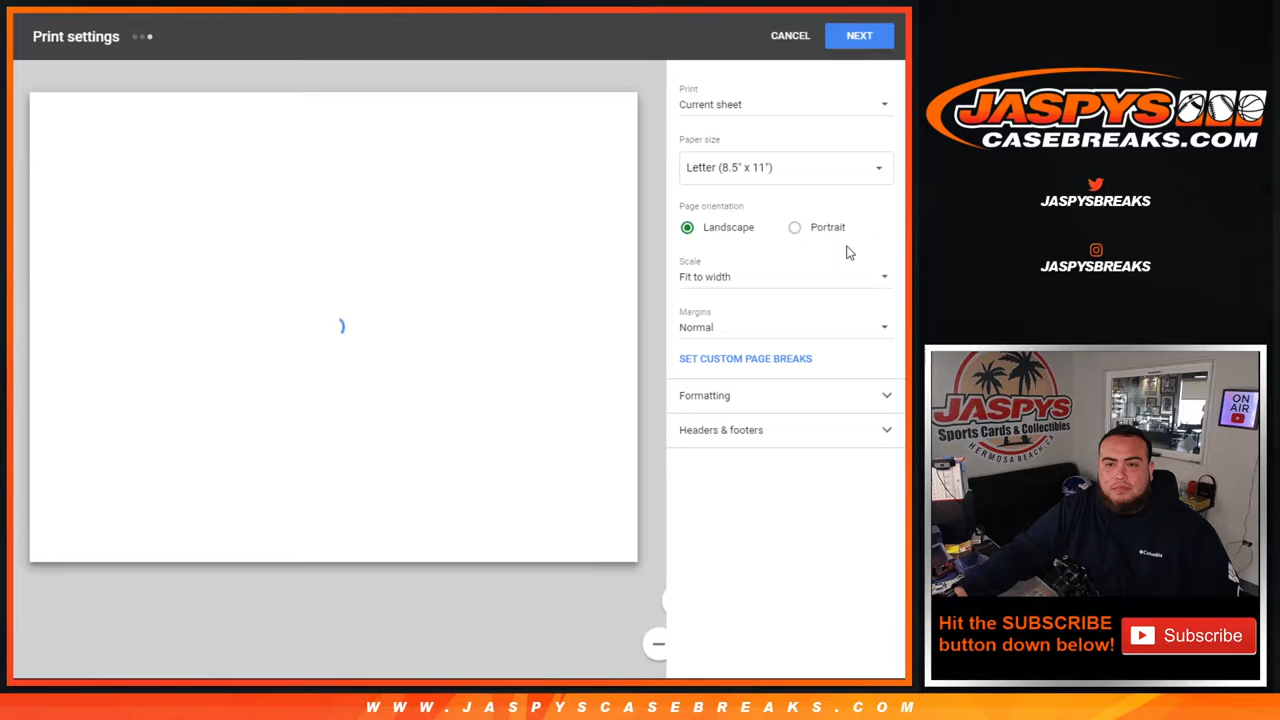 Print settings
CANCEL
NEXT
Print
Current sheet
Paper size
Letter (8.5" x 11")
Page orientation
Landscape
Portrait
Scale
Fit to width
Margins
Normal
SET CUSTOM PAGE BREAKS
Formatting
Headers & footers
JASPYS
CASEBREAKS.COM
JASPYSBREAKS
JASPYSBREAKS
JASPYS
Sports Cards & Collectibles
HERMOSA BEACH, CA
ON
AIR
Columbia
Hit the SUBSCRIBE
button down below!
Subscribe
WWW.JASPYSCASEBREAKS.COM